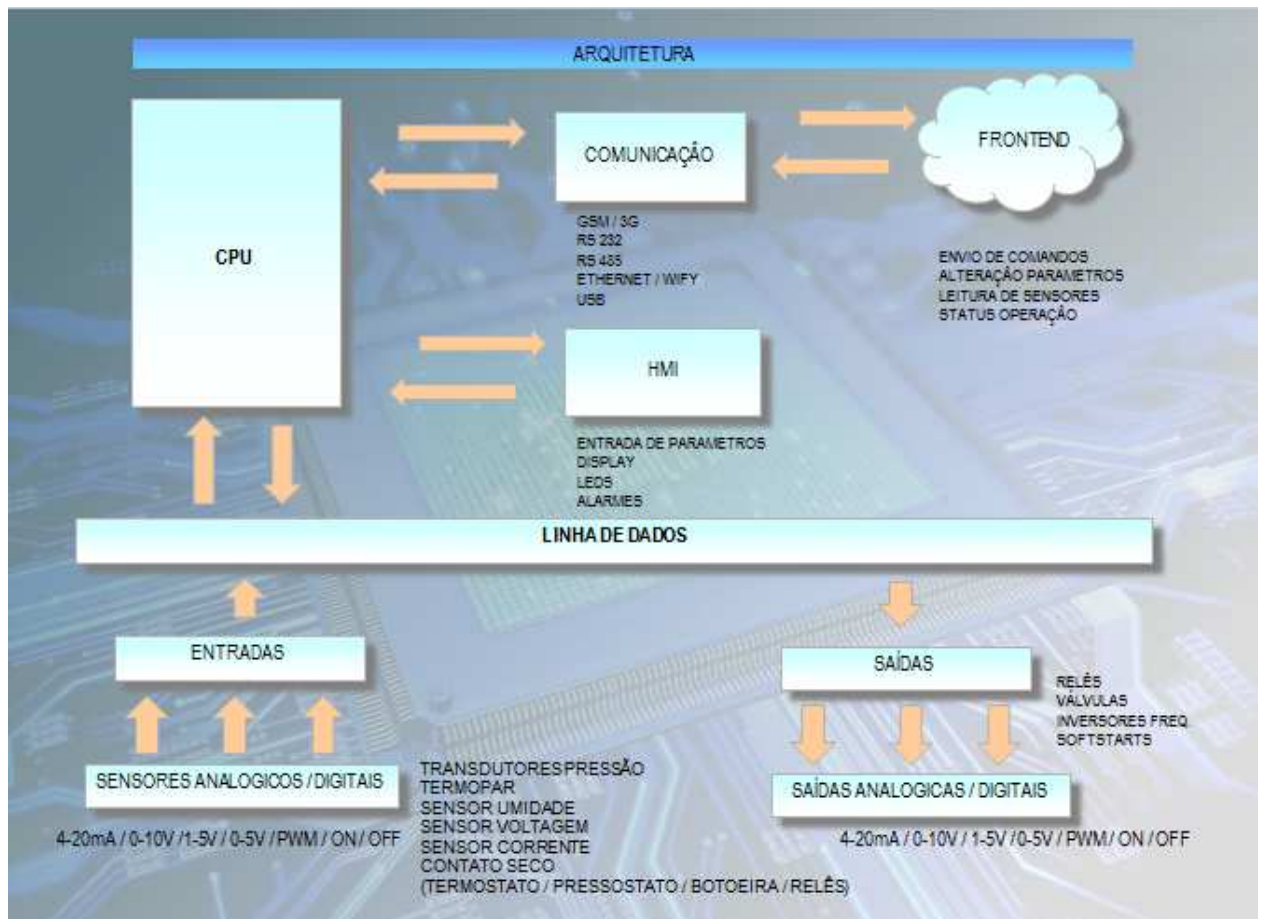 ARQUITETURA
CPU
COMUNICAÇÃO
FRONTEND
GSM / 3G
RS 232
RS 485
ETHERNET / WIFY
USB
ENVIO DE COMANDOS
ALTERAÇÃO PARAMETROS
LEITURA DE SENSORES
STATUS OPERAÇÃO
HMI
ENTRADA DE PARAMETROS
DISPLAY
LEDS
ALARMES
LINHA DE DADOS
ENTRADAS
SAÍDAS
RELÊS
VALVULAS
INVERSORES FREQ.
SOFTSTARTS
SENSORES ANALOGICOS / DIGITAIS
4-20mA / 0-10V /1-5V / 0-5V / PWM / ON / OFF
TRANSDUTORES PRESSÃO
TERMOPAR
SENSOR UMIDADE
SENSOR VOLTAGEM
SENSOR CORRENTE
CONTATO SECO
(TERMOSTATO / PRESSOSTATO / BOTOEIRA / RELÊS)
SAÍDAS ANALOGICAS / DIGITAIS
4-20mA / 0-10V / 1-5V / 0-5V / PWM / ON / OFF